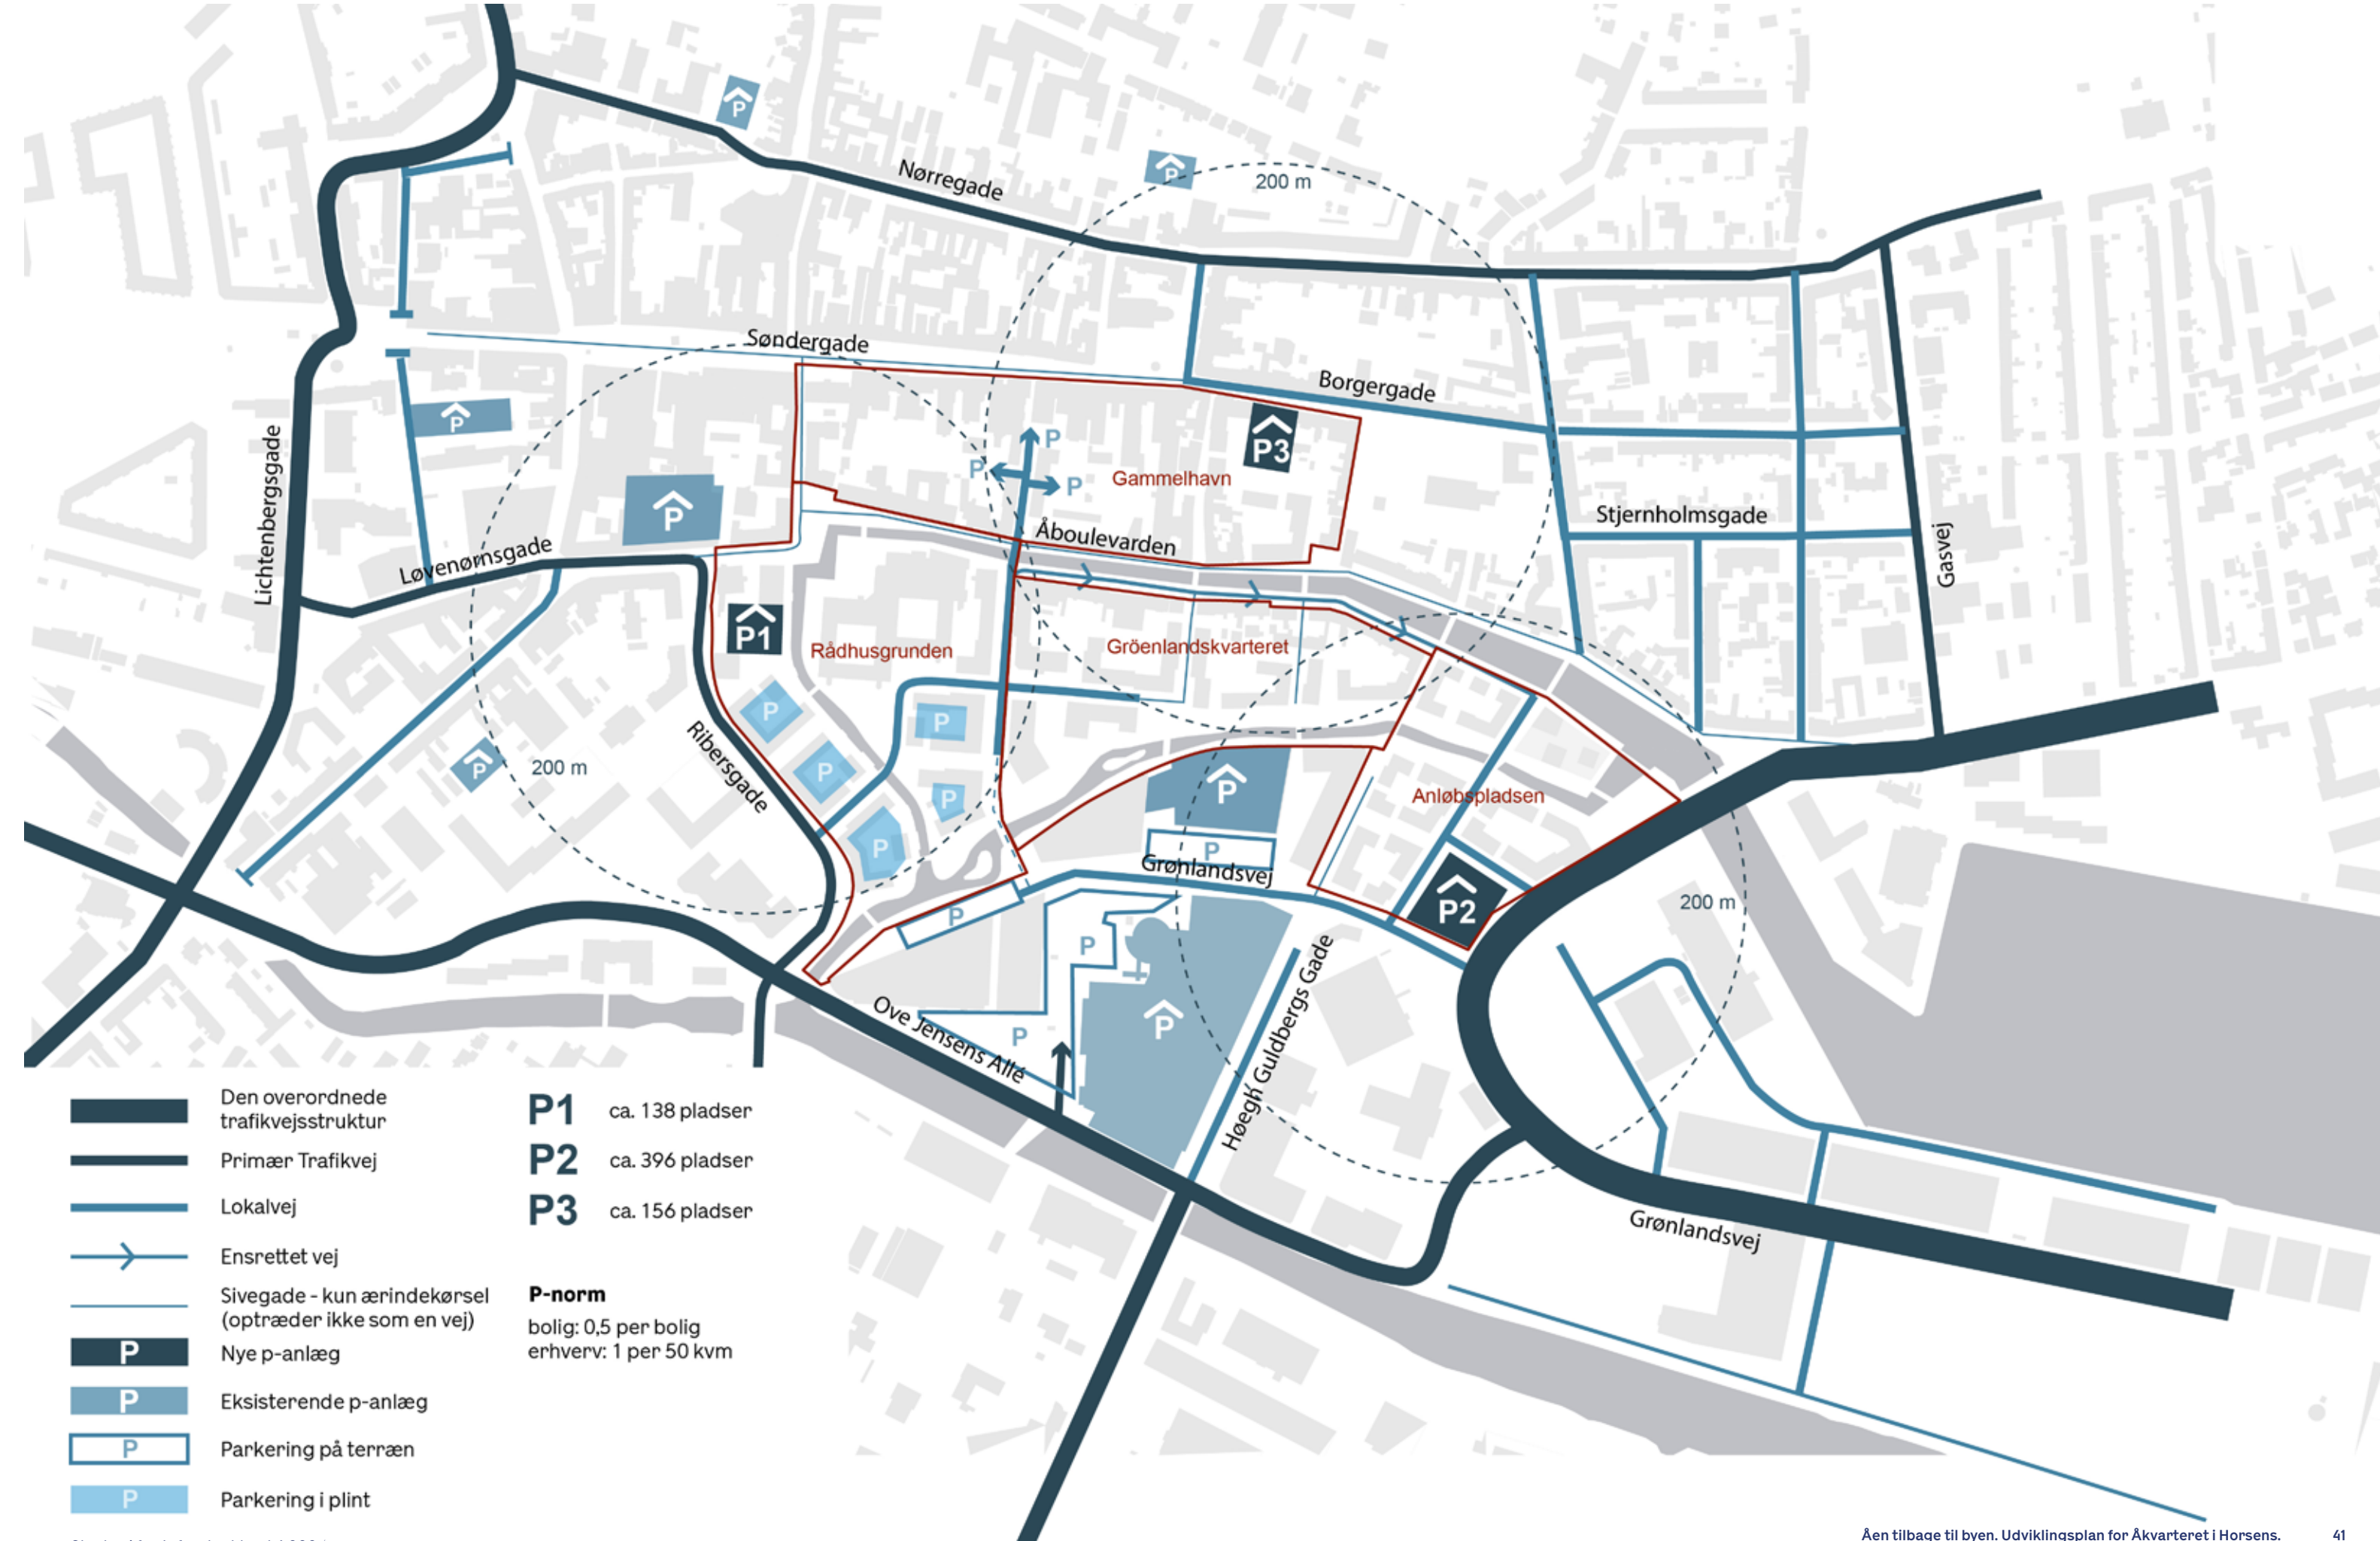 P
P
200 m
Nørregade
Søndergade
Borgergade
P
P3
P
P
P
Gammelhavn
Lichtenbergsgade
P
Stjernholmsgade
Åboulevarden
Gasvej
Løvenørnsgade
P1
Rådhusgrunden
Gröenlandskvarteret
P
P
P
200 m
Ribersgade
P
P
P
Anløbspladsen
P
P
Grønlandsvej
P2
200 m
P
P
Høegh Guldbergs Gade
Ove Jensens Allé
P
P
Grønlandsvej
Den overordnede
trafikvejsstruktur
Primær Trafikvej
Lokalvej
Ensrettet vej
Sivegade - kun ærindekørsel
(optræder ikke som en vej)
P Nye p-anlæg
P Eksisterende p-anlæg
P Parkering på terræn
P Parkering i plint
P1 ca. 138 pladser
P2 ca. 396 pladser
P3 ca. 156 pladser
P-norm
bolig: 0,5 per bolig
erhverv: 1 per 50 kvm
Åen tilbage til byen. Udviklingsplan for Åkvarteret i Horsens. 41